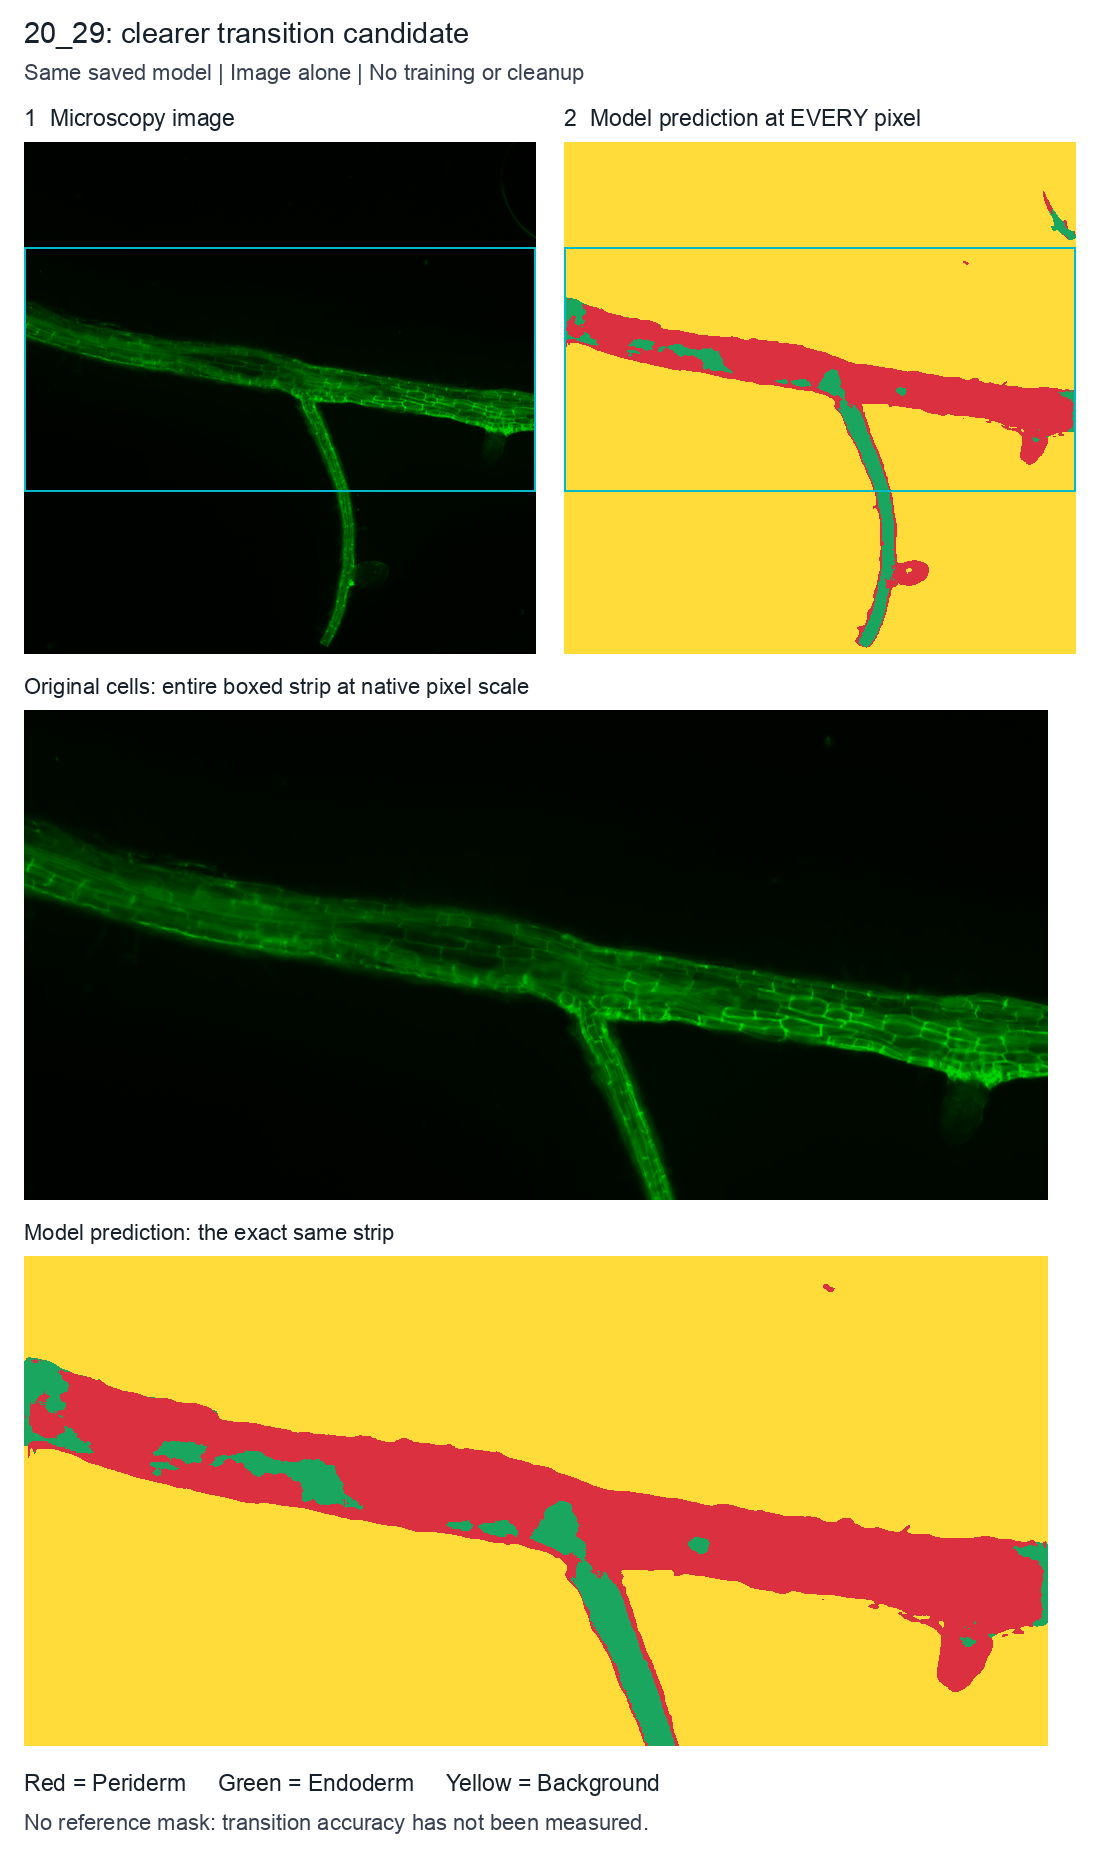 20_29: clearer transition candidate
Same saved model | Image alone | No training or cleanup
1 Microscopy image
2 Model prediction at EVERY pixel
Original cells: entire boxed strip at native pixel scale
Model prediction: the exact same strip
Red = Periderm Green = Endoderm Yellow = Background
No reference mask: transition accuracy has not been measured.